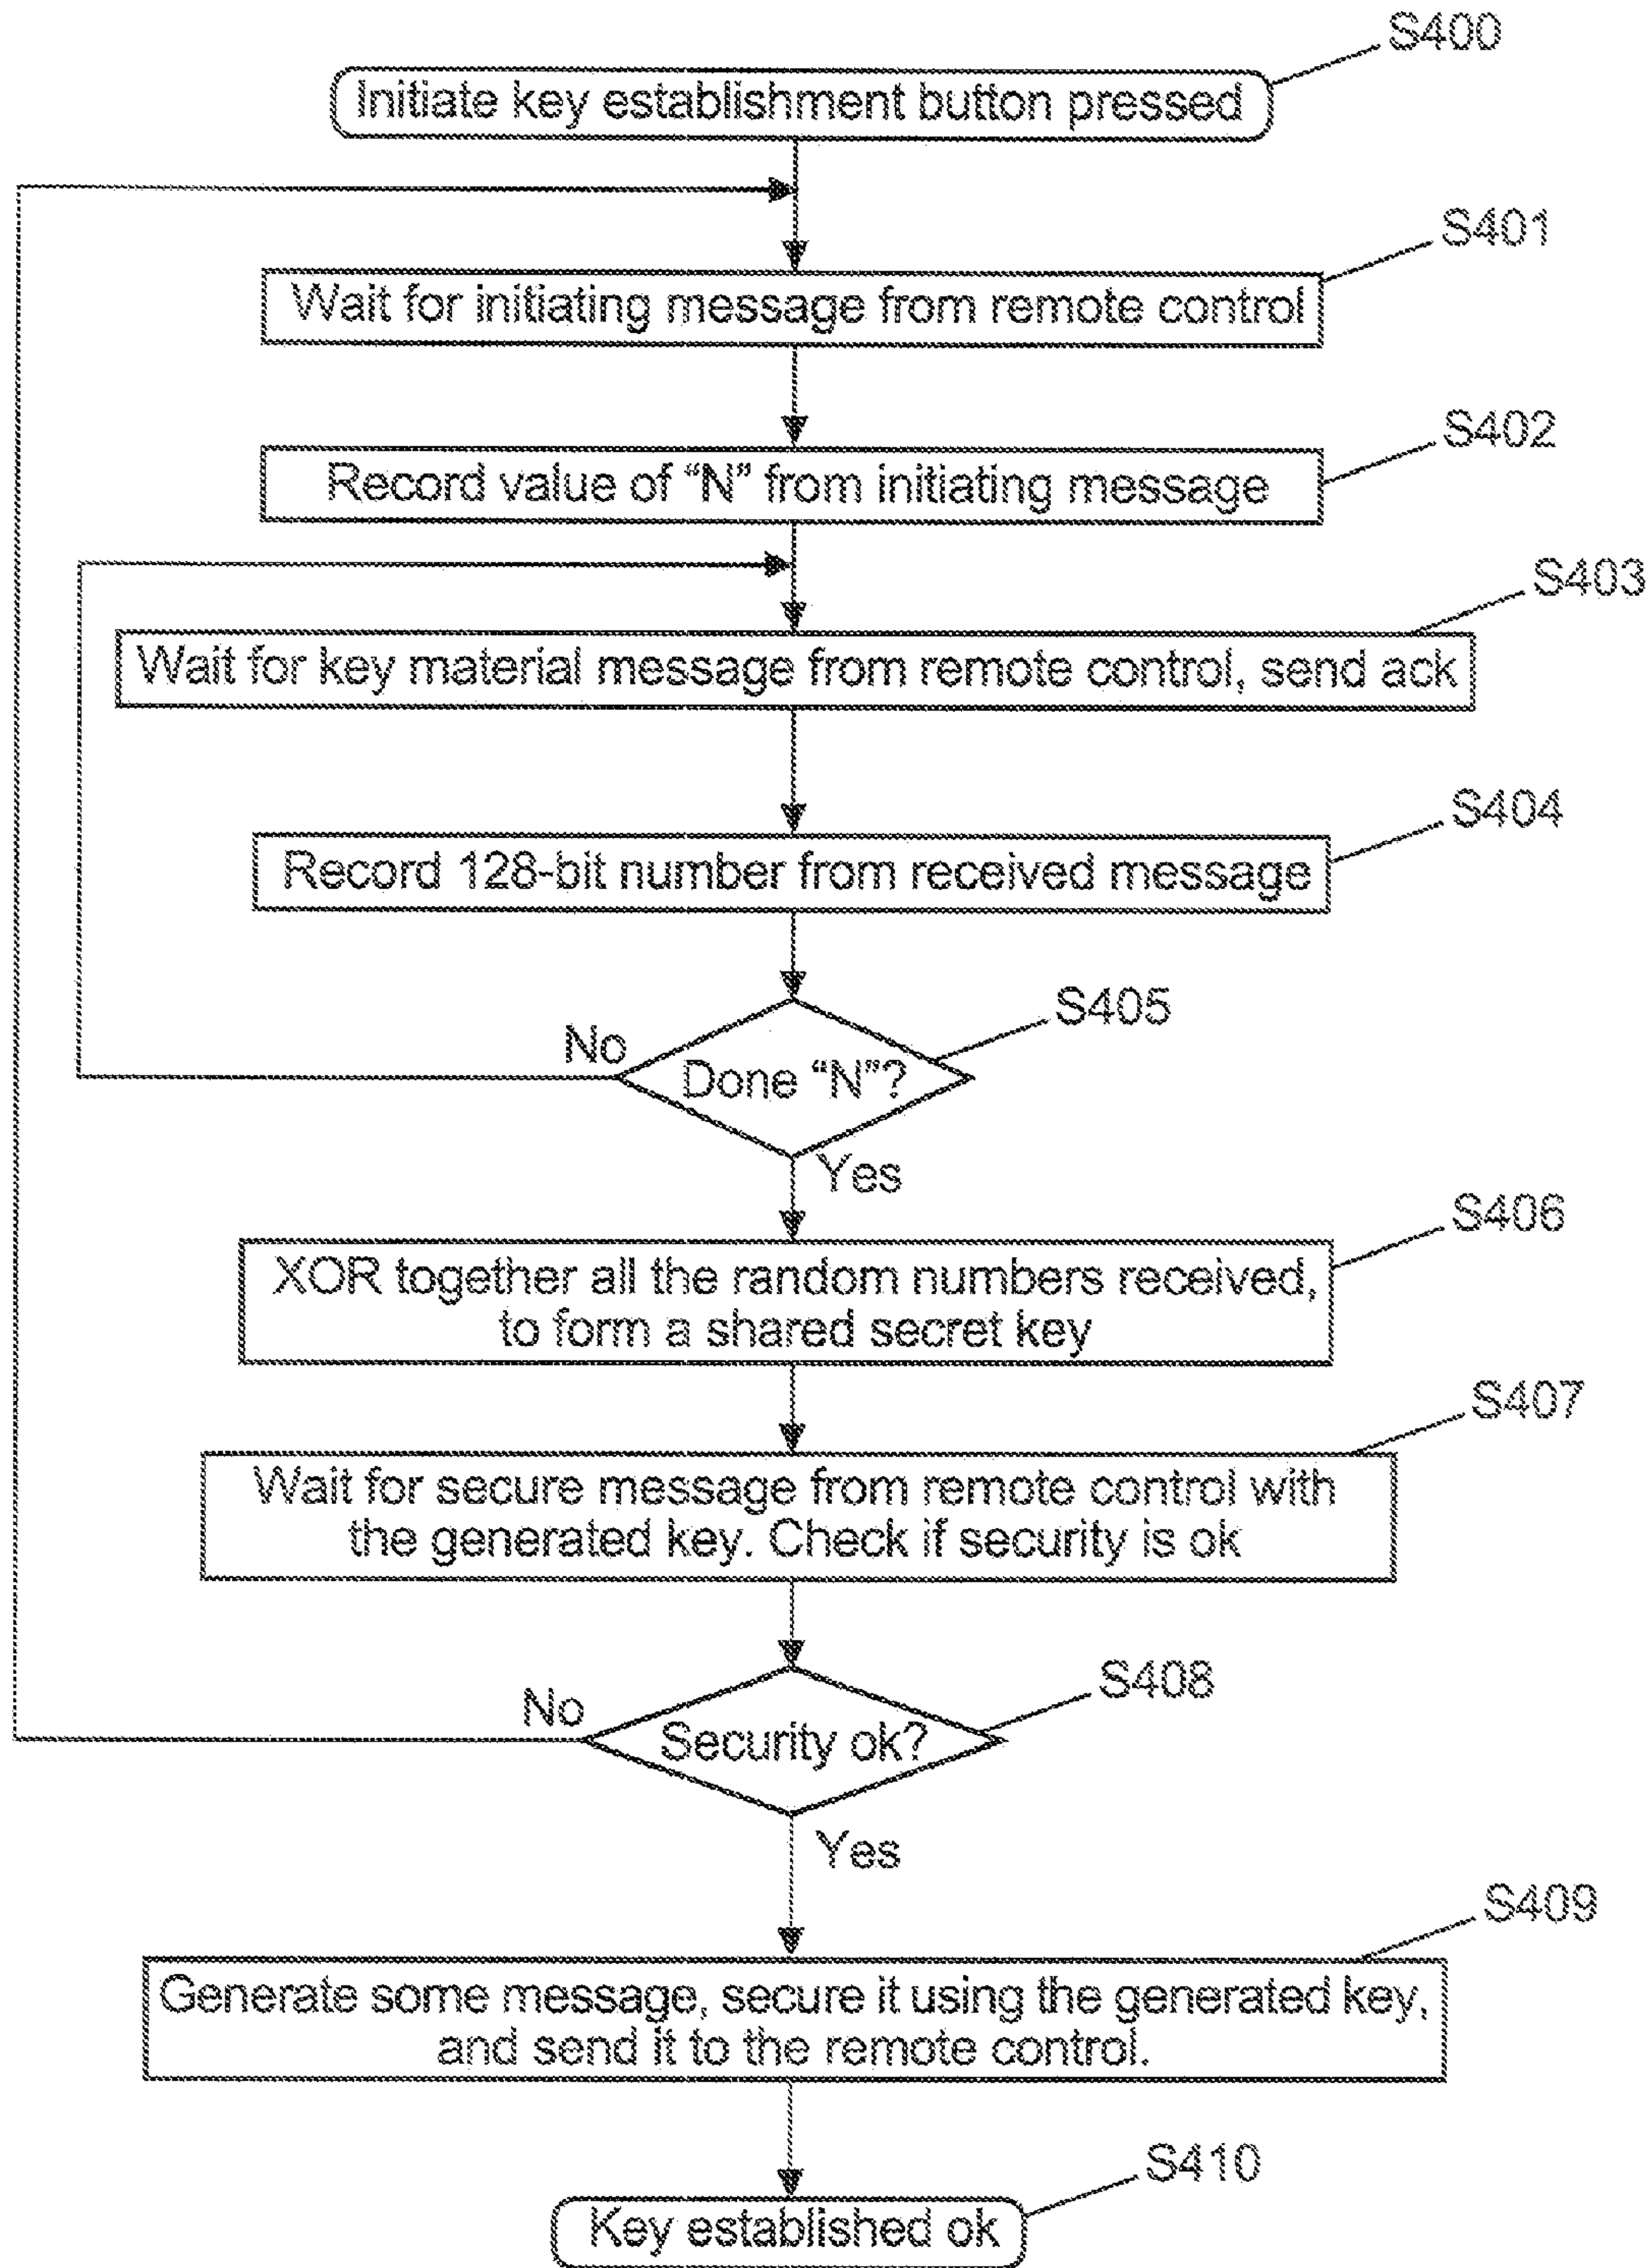 S400
Initiate key establishment button pressed
S401
Wait for initiating message from remote control
S402
Record value of “N” from initiating message
S403
Wait for key material message from remote control, send ack
S404
Record 128-bit number from received message
S405
No
Done “N”?
Yes
S406
XOR together all the random numbers received,
to form a shared secret key
S407
Wait for secure message from remote control with
the generated key. Check if security is ok
S408
No
Security ok?
Yes
S409
Generate some message, secure it using the generated key,
and send it to the remote control.
S410
Key established ok